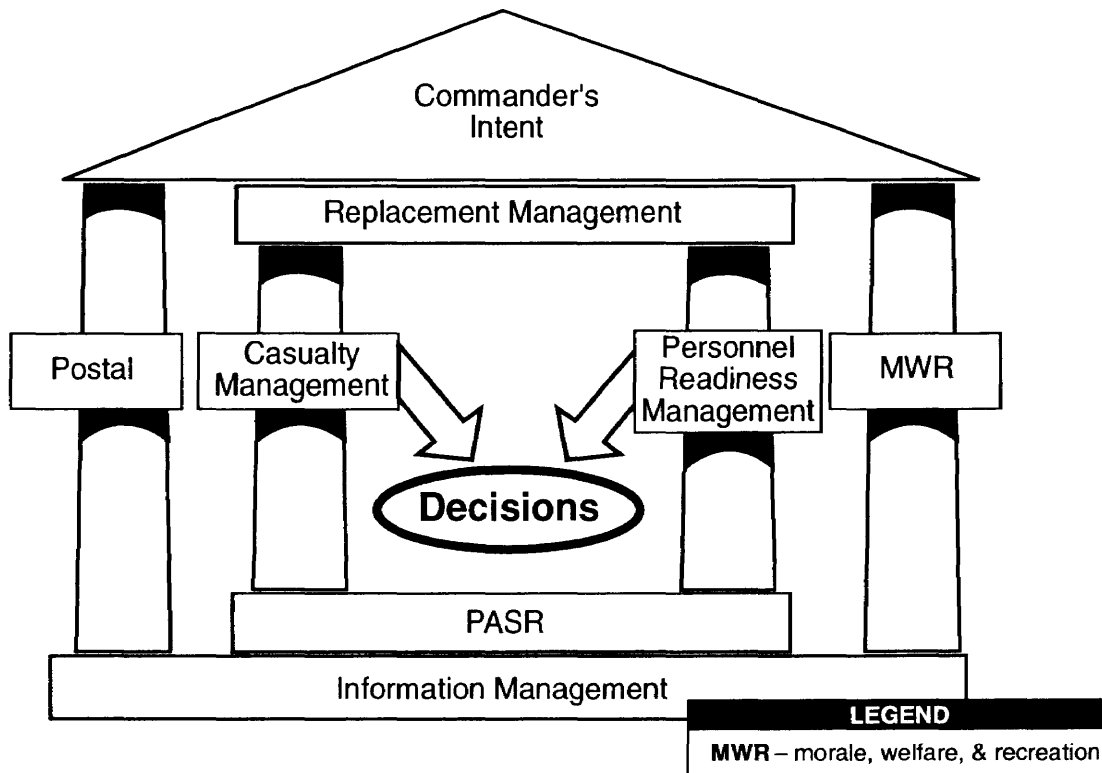 Commander's
Intent
Replacement Management
Postal
Casualty
Management
Personnel
Readiness
Management
MWR
Decisions
PASR
Information Management
LEGEND
MWR – morale, welfare, & recreation